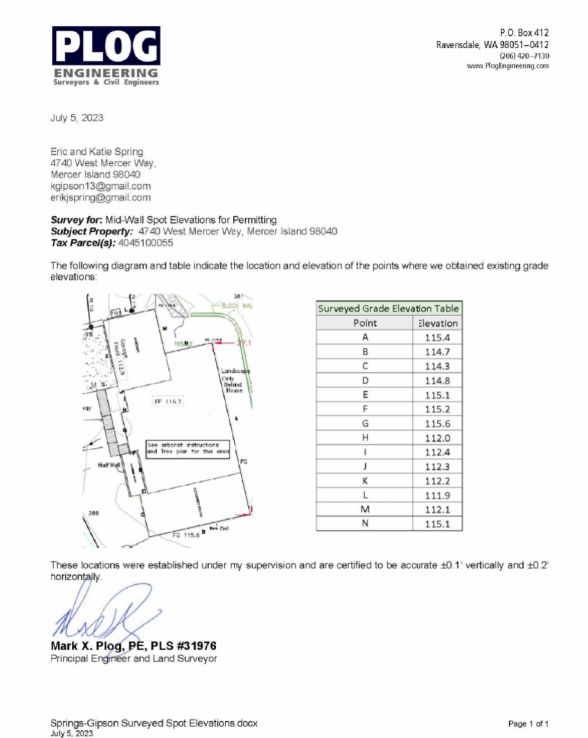 PLOG
ENGINEERING
Surveyors & Civil Engineers
P.O. Box 412
Ravensdale, WA 98051–0412
(206) 420–7130
www.PlogEngineering.com
July 5, 2023
Eric and Katie Spring
4740 West Mercer Way,
Mercer Island 98040
kgipson13@gmail.com
erikjspring@gmail.com
Survey for: Mid-Wall Spot Elevations for Permitting
Subject Property: 4740 West Mercer Way, Mercer Island 98040
Tax Parcel(s): 4045100055
The following diagram and table indicate the location and elevation of the points where we obtained existing grade
elevations:
Landscape
Only
Behind
House
FF 116.3
A
M
See arborist instructions
and Tree plan for this area
Half Wall
FG
386
FG 115.6
B
Surveyed Grade Elevation Table
Point Elevation
A 115.4
B 114.7
C 114.3
D 114.8
E 115.1
F 115.2
G 115.6
H 112.0
I 112.4
J 112.3
K 112.2
L 111.9
M 112.1
N 115.1
These locations were established under my supervision and are certified to be accurate ±0.1' vertically and ±0.2'
horizontally.
Mark X. Plog, PE, PLS #31976
Principal Engineer and Land Surveyor
Springs-Gipson Surveyed Spot Elevations.docx
July 5, 2023
Page 1 of 1